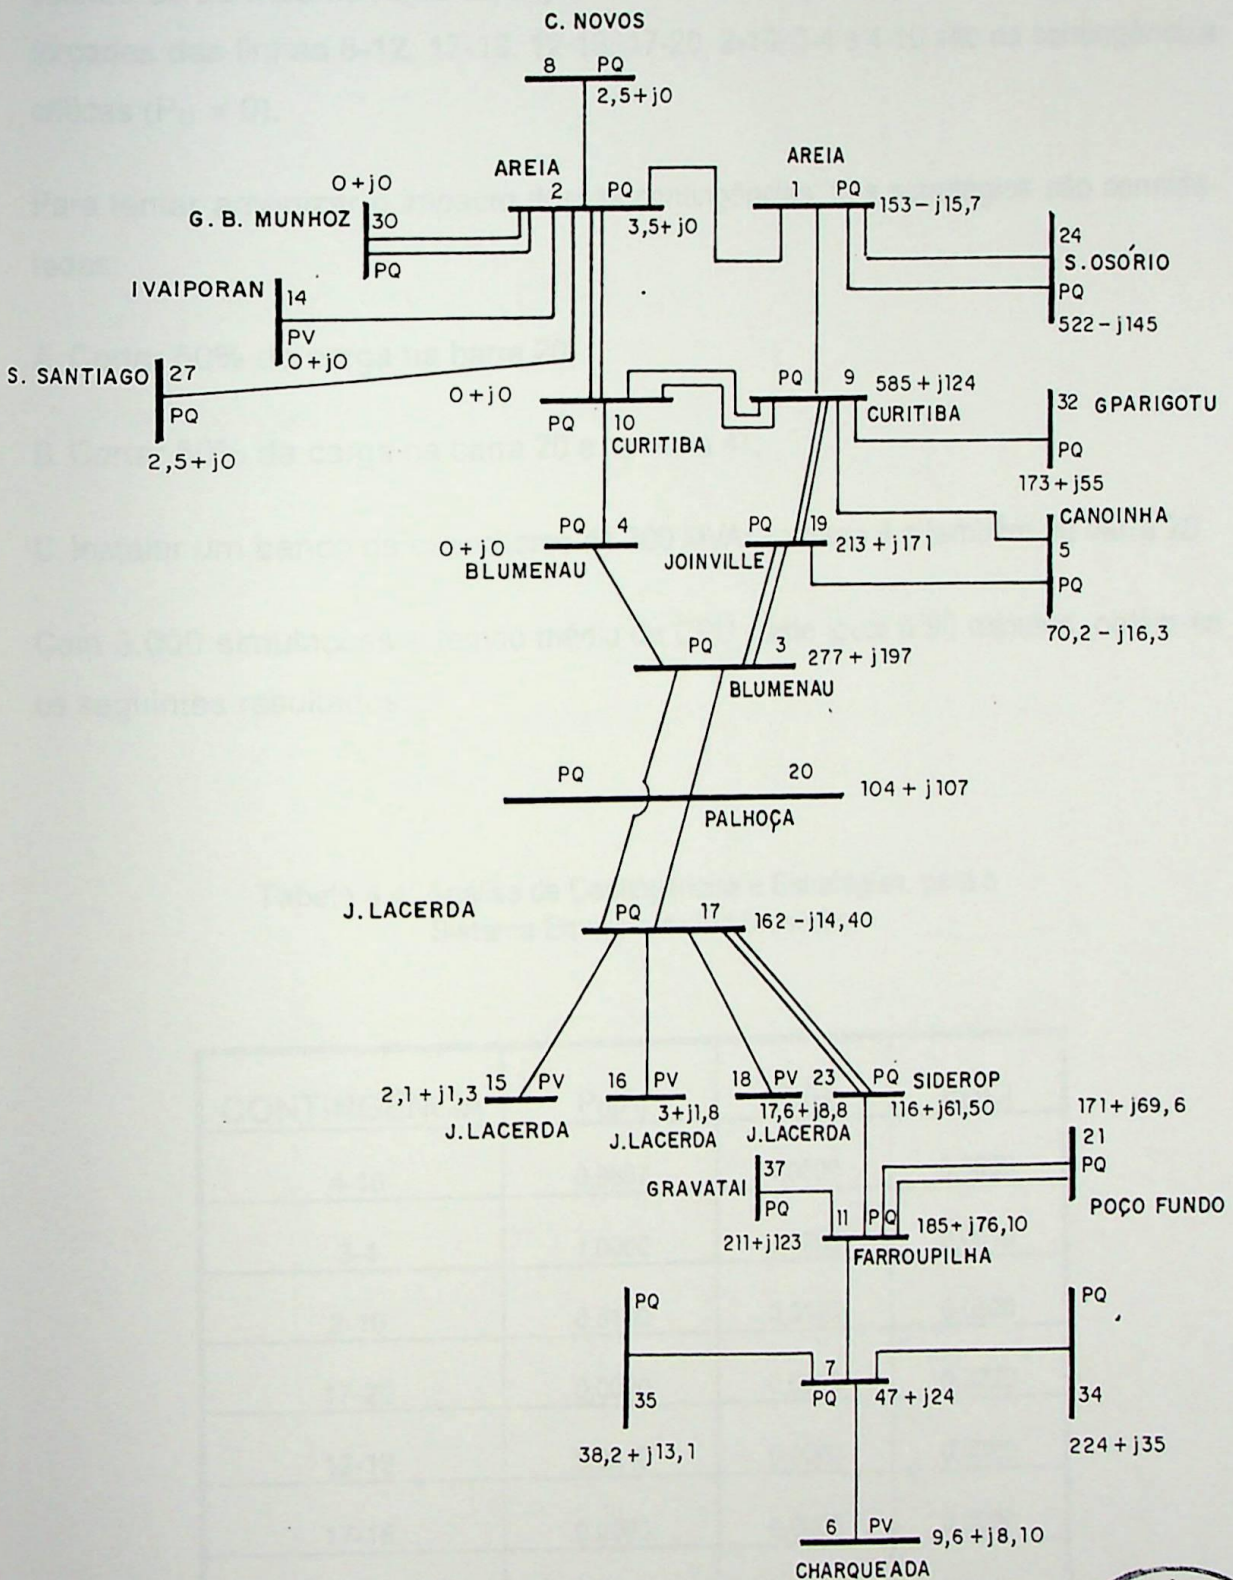 C. NOVOS
8 PQ
2,5+j0
AREIA
2 PQ
3,5+j0
AREIA
1 PQ
153-j15,7
0+j0
G. B. MUNHOZ
30
PQ
24
S. OSÓRIO
PQ
522-j145
IVAIPORAN
14
PV
0+j0
S. SANTIAGO
27
PQ
2,5+j0
0+j0
PQ 10
CURITIBA
PQ 9
585+j124
CURITIBA
32 GPARIGOTU
PQ
173+j55
PQ 4
0+j0
BLUMENAU
PQ 19
213+j171
JOINVILLE
CANOINHA
5
PQ
70,2-j16,3
PQ 3
277+j197
BLUMENAU
PQ 20
104+j107
PALHOÇA
J. LACERDA
PQ 17
162-j14,40
2,1+j1,3
15 PV
J. LACERDA
16 PV
3+j1,8
J. LACERDA
18 PV
17,6+j8,8
J. LACERDA
23 PQ SIDEROP
116+j61,50
171+j69,6
21
PQ
POÇO FUNDO
37
GRAVATAI
PQ
211+j123
11 PQ
185+j76,10
FARROUPILHA
PQ
35
38,2+j13,1
7
PQ
47+j24
PQ
34
224+j35
6 PV
9,6+j8,10
CHARQUEADA